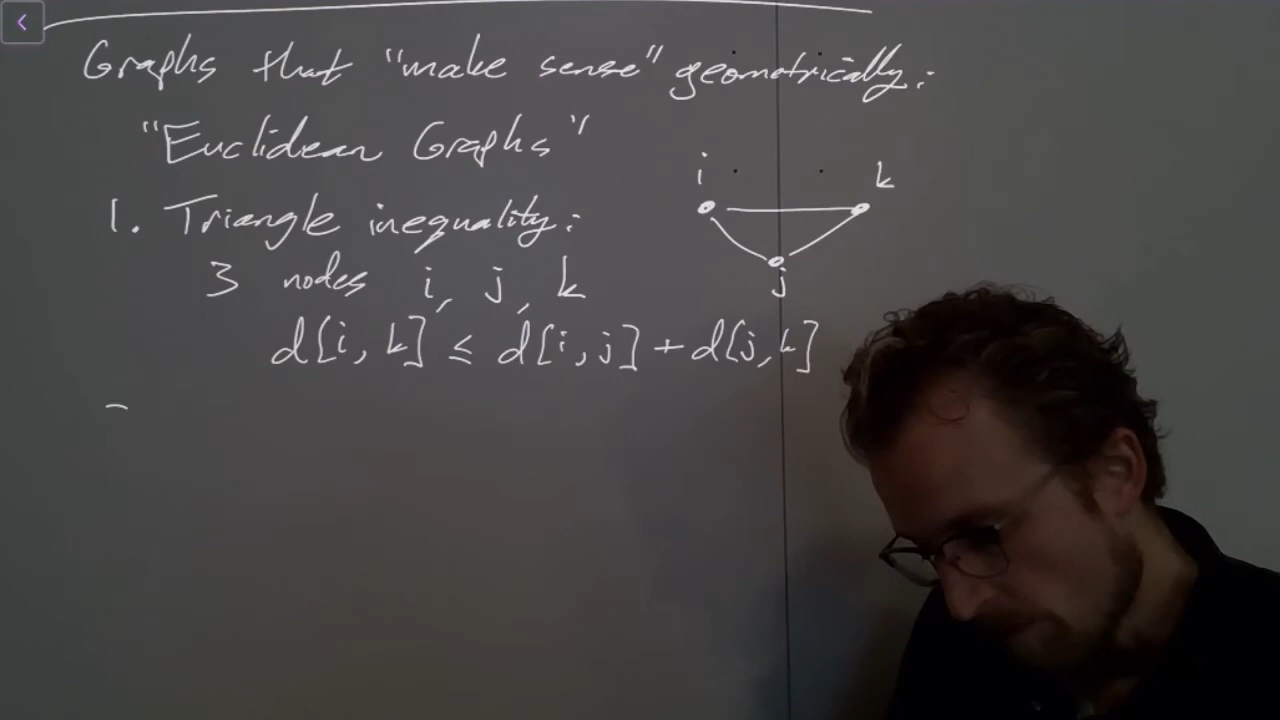 Graphs that "make sense" geometrically:
"Euclidean Graphs"
1. Triangle inequality:
3 nodes i, j, k
d[i, k] ≤ d[i, j] + d[j, k]
i
k
j